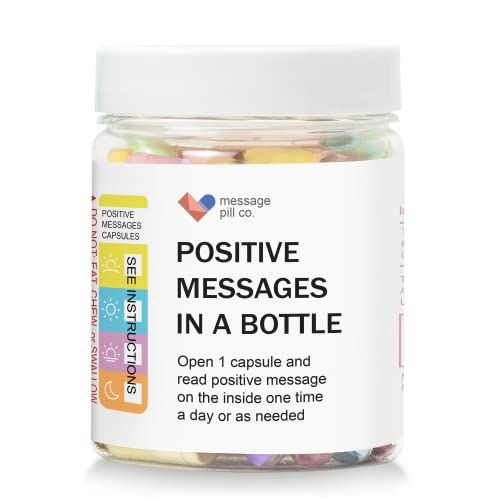 message
pill co.
POSITIVE
MESSAGES
IN A BOTTLE
Open 1 capsule and
read positive message
on the inside one time
a day or as needed
POSITIVE
MESSAGES
CAPSULES
SEE INSTRUCTIONS
DO NOT: EAT, CHEW, or SWALLOW